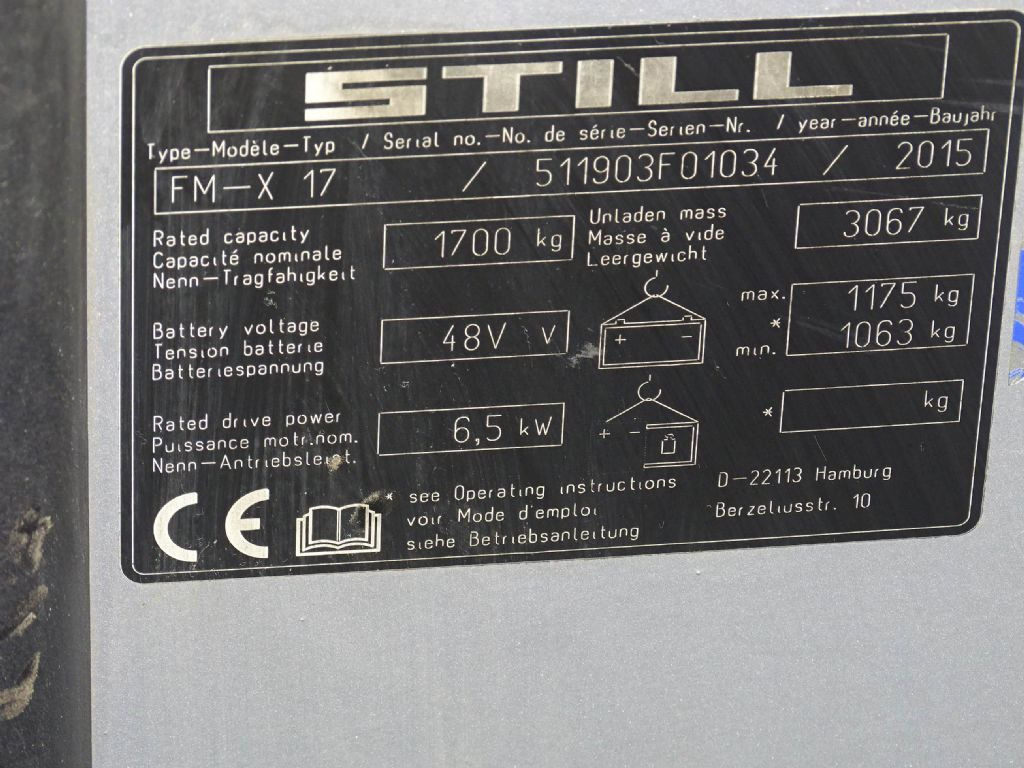 STILL
Type-Modèle-Typ / Serial no.-No. de série-Serien-Nr. / year-année-Baujahr
FM-X 17 / 511903F01034 / 2015
Rated capacity
Capacité nominale
Nenn-Tragfähigkeit
1700 kg
Unladen mass
Masse à vide
Leergewicht
3067 kg
Battery voltage
Tension batterie
Batteriespannung
48V V
+ -
max.
*
min.
1175 kg
1063 kg
Rated drive power
Puissance motr.nom.
Nenn-Antriebsleist.
6,5 kW
+ -
* kg
CE
* see Operating instructions
voir Mode d'emploi
siehe Betriebsanleitung
D-22113 Hamburg
Berzeliusstr. 10